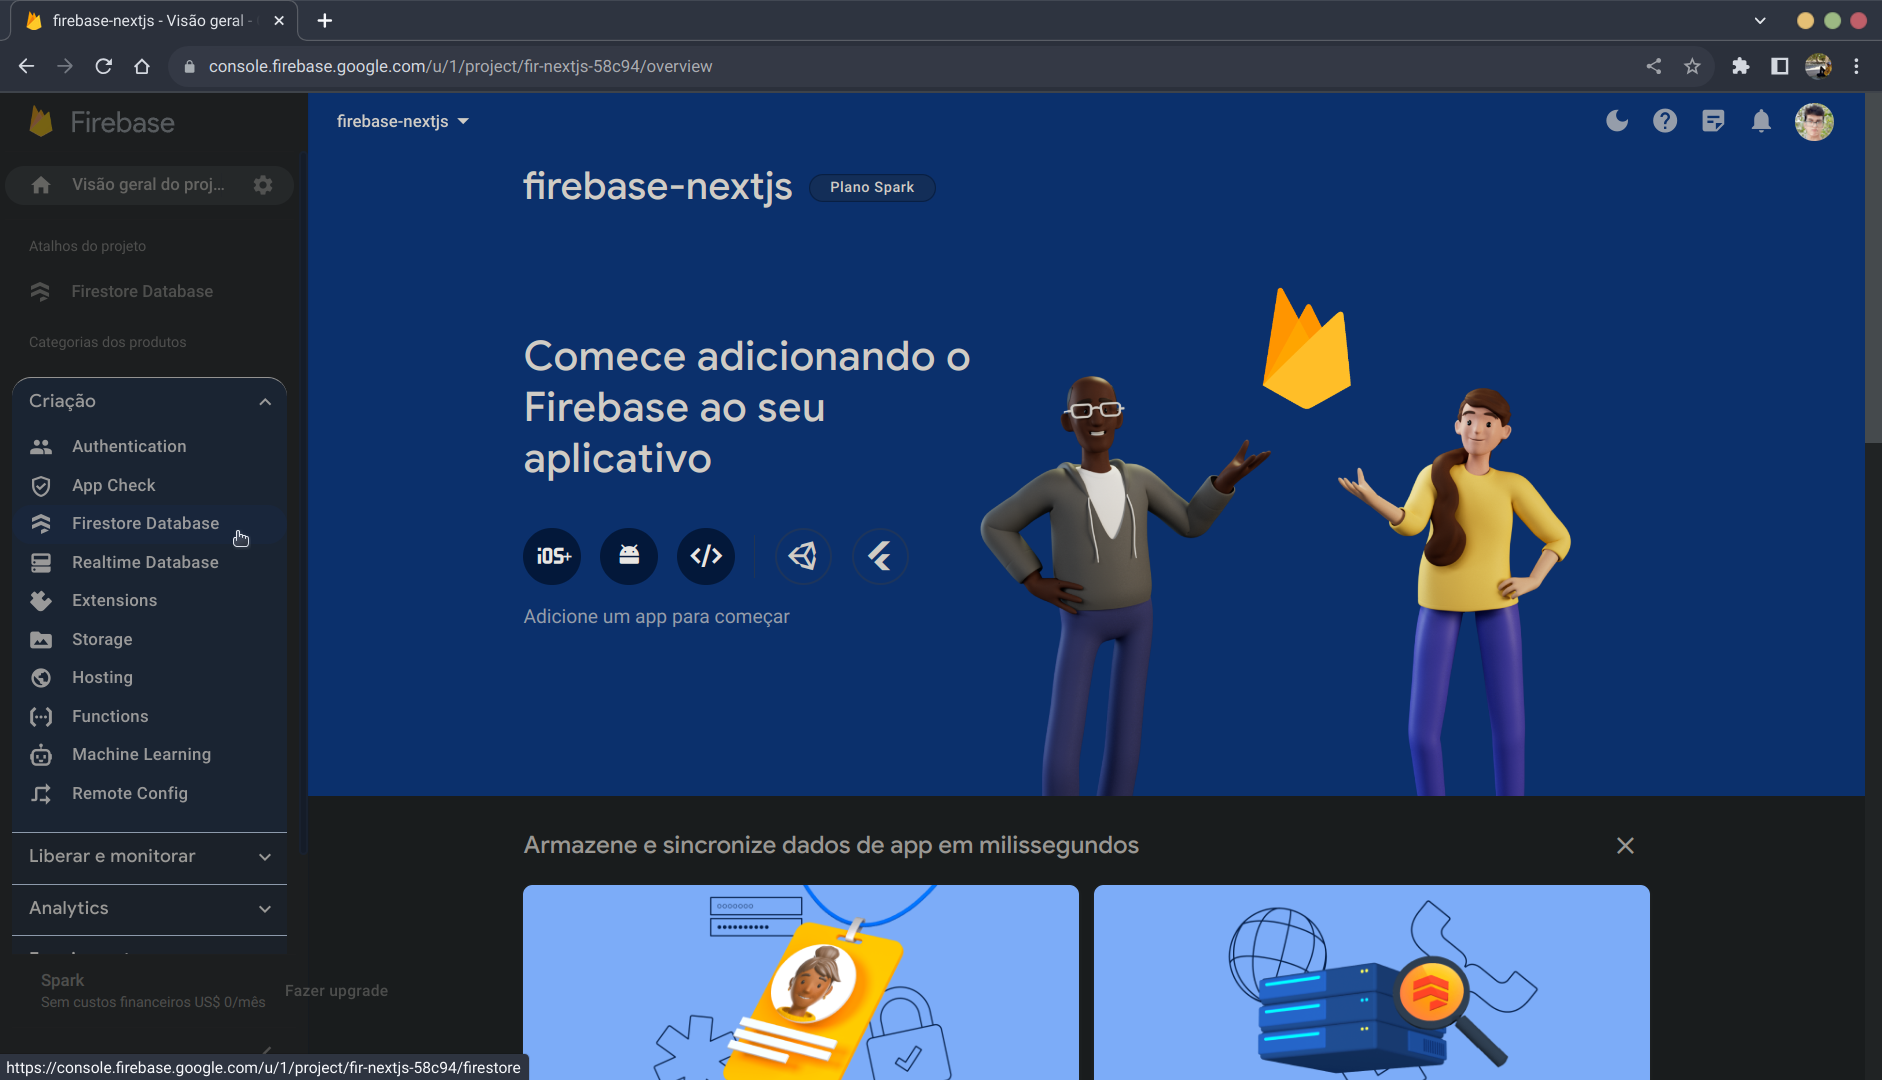 firebase-nextjs - Visão geral -
console.firebase.google.com/u/1/project/fir-nextjs-58c94/overview
Firebase
firebase-nextjs
Visão geral do proj...
firebase-nextjs
Plano Spark
Atalhos do projeto
Firestore Database
Categorias dos produtos
Criação
Authentication
App Check
Firestore Database
Realtime Database
Extensions
Storage
Hosting
Functions
Machine Learning
Remote Config
Liberar e monitorar
Analytics
Spark
Sem custos financeiros US$ 0/mês
Fazer upgrade
Comece adicionando o
Firebase ao seu
aplicativo
iOS+
Adicione um app para começar
Armazene e sincronize dados de app em milissegundos
https://console.firebase.google.com/u/1/project/fir-nextjs-58c94/firestore